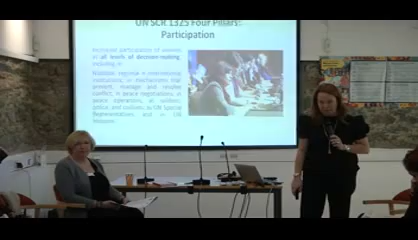 UN SCR 1325 Four Pillars:
Participation
Increased participation of women
at all levels of decision-making,
including in
National, regional & international
institutions; in mechanisms that
prevent, manage and resolve
conflict; in peace negotiations; in
peace operations, as soldiers,
police, and civilians; as UN Special
Representatives and in UN
missions